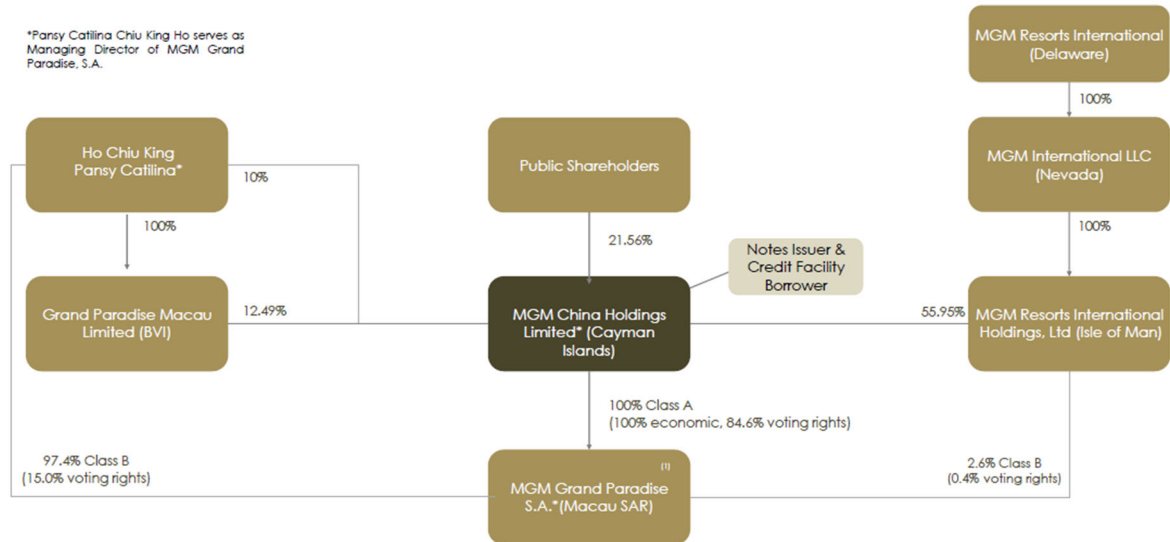 *Pansy Catilina Chiu King Ho serves as
Managing Director of MGM Grand
Paradise, S.A.
MGM Resorts International
(Delaware)
100%
Ho Chiu King
Pansy Catilina*
10%
Public Shareholders
MGM International LLC
(Nevada)
100%
21.56%
100%
Notes Issuer &
Credit Facility
Borrower
Grand Paradise Macau
Limited (BVI)
12.49%
MGM China Holdings
Limited* (Cayman
Islands)
55.95%
MGM Resorts International
Holdings, Ltd (Isle of Man)
100% Class A
(100% economic, 84.6% voting rights)
97.4% Class B
(15.0% voting rights)
(1)
MGM Grand Paradise
S.A.*(Macau SAR)
2.6% Class B
(0.4% voting rights)